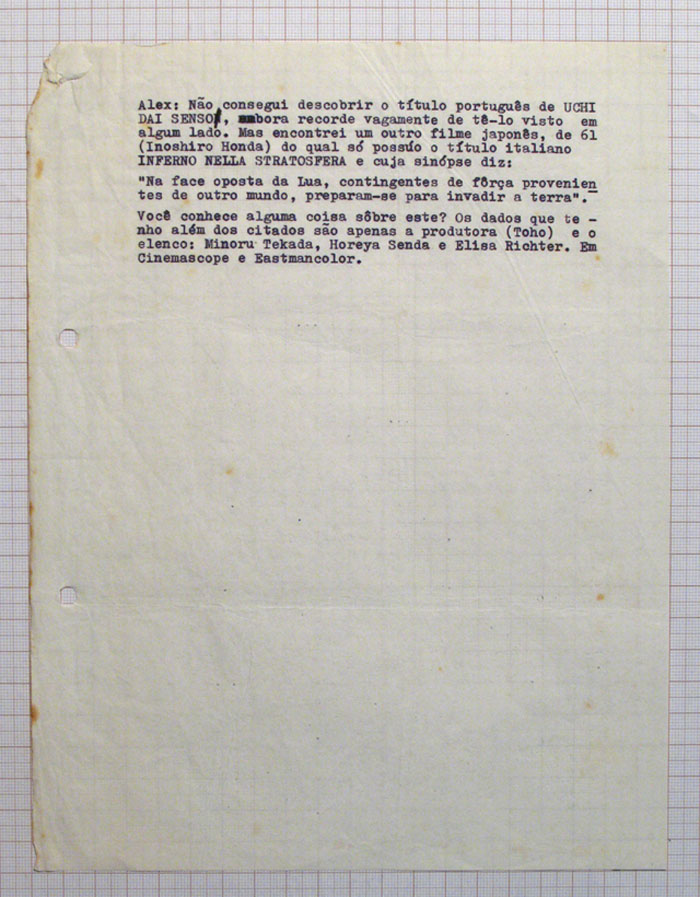 Alex: Não consegui descobrir o título português de UCHI
DAI SENSO, embora recorde vagamente de tê-lo visto em
algum lado. Mas encontrei um outro filme japonês, de 61
(Inoshiro Honda) do qual só possúo o título italiano
INFERNO NELLA STRATOSFERA e cuja sinópse diz:
"Na face oposta da Lua, contingentes de fôrça provenien
tes de outro mundo, preparam-se para invadir a terra".
Você conhece alguma coisa sôbre este? Os dados que te -
nho além dos citados são apenas a produtora (Toho) e o
elenco: Minoru Tekada, Horeya Senda e Elisa Richter. Em
Cinemascope e Eastmancolor.